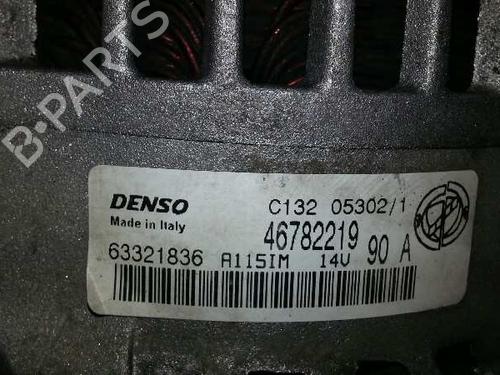 B-PARTS
DENSO
Made in Italy
C132 05302/1
46782219
63321836 A115IM 14V 90 A